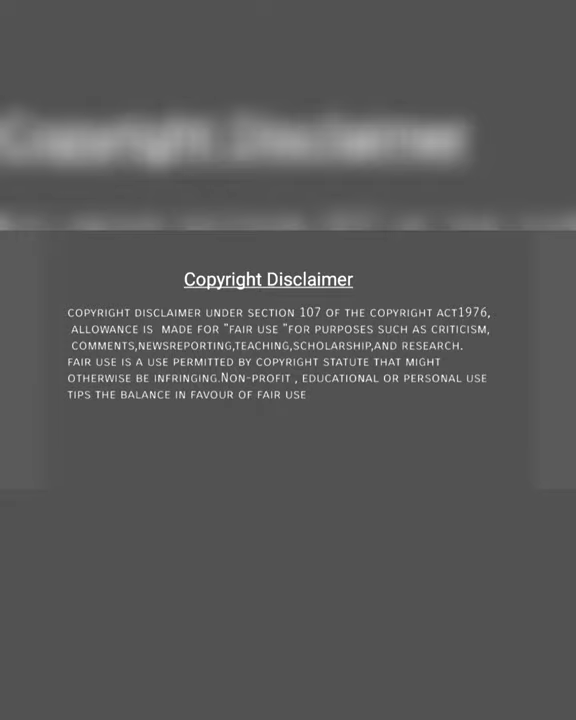 Copyright Disclaimer
Copyright Disclaimer
COPYRIGHT DISCLAIMER UNDER SECTION 107 OF THE COPYRIGHT ACT1976,
ALLOWANCE IS MADE FOR "FAIR USE "FOR PURPOSES SUCH AS CRITICISM,
COMMENTS,NEWSREPORTING,TEACHING,SCHOLARSHIP,AND RESEARCH.
FAIR USE IS A USE PERMITTED BY COPYRIGHT STATUTE THAT MIGHT
OTHERWISE BE INFRINGING.NON-PROFIT , EDUCATIONAL OR PERSONAL USE
TIPS THE BALANCE IN FAVOUR OF FAIR USE